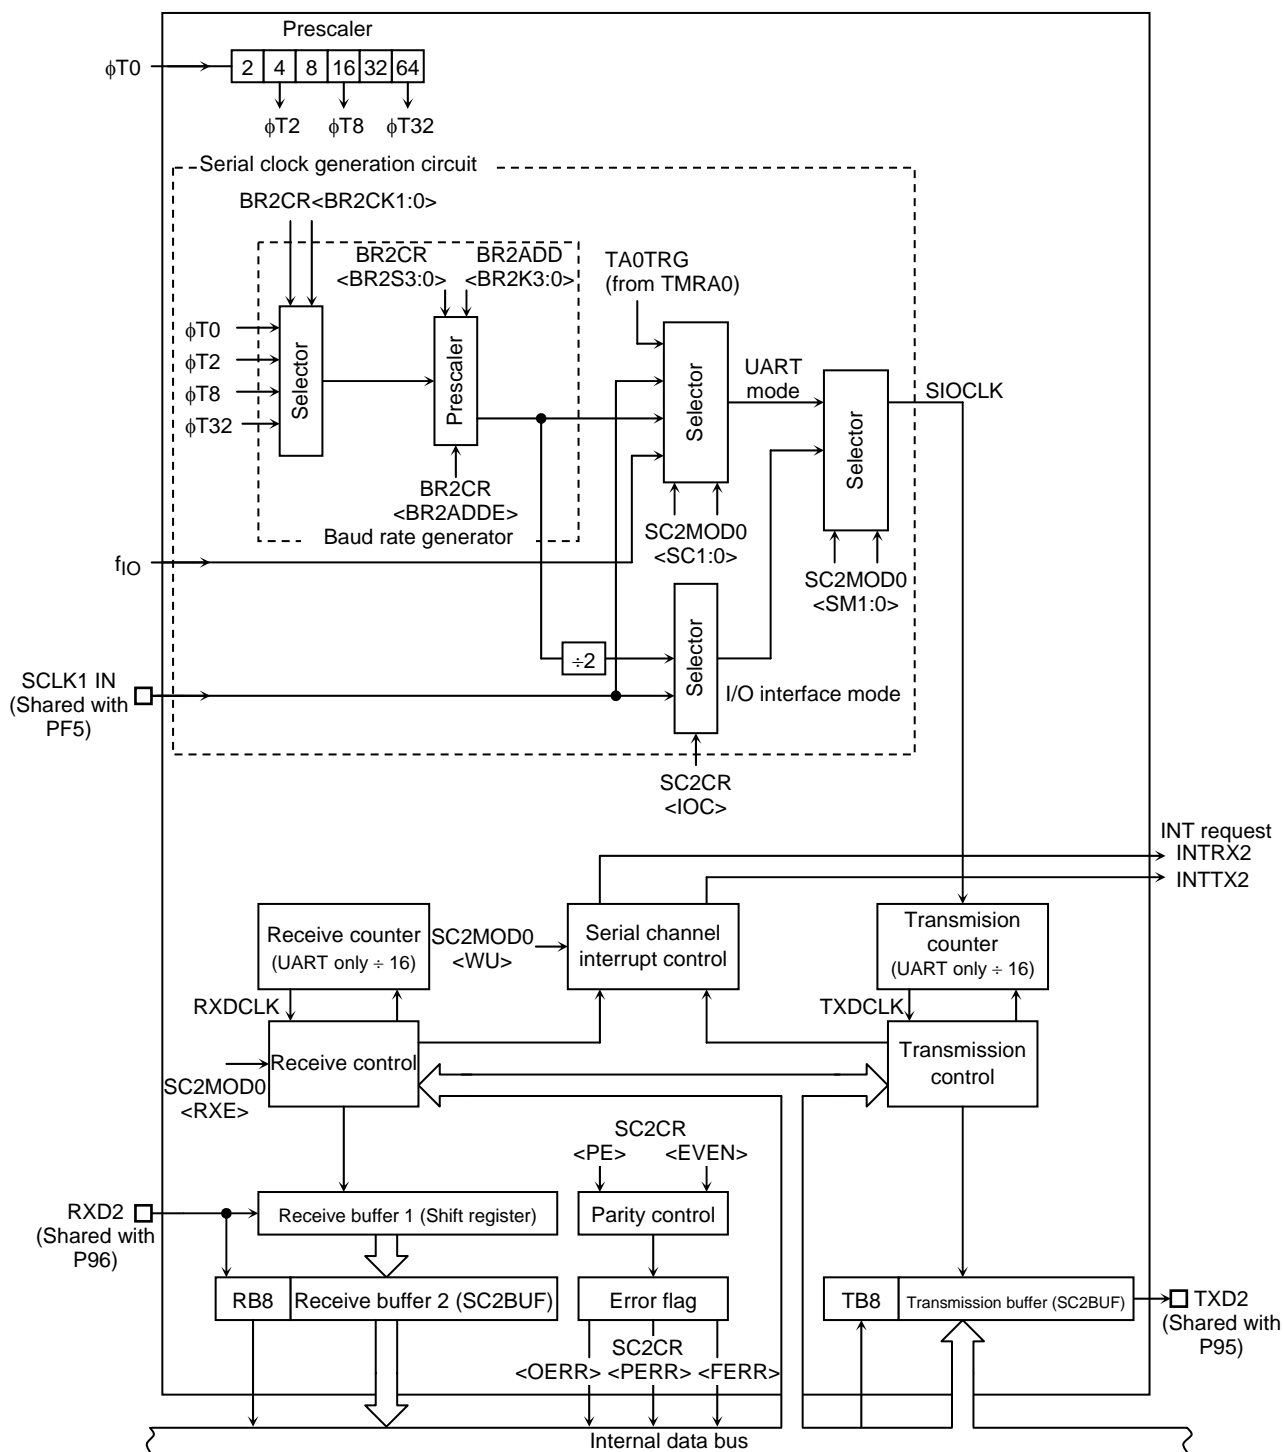 Prescaler
ϕT0
2 4 8 16 32 64
ϕT2 ϕT8 ϕT32
Serial clock generation circuit
BR2CR<BR2CK1:0>
BR2CR
<BR2S3:0>
BR2ADD
<BR2K3:0>
TA0TRG
(from TMRA0)
ϕT0
ϕT2
ϕT8
ϕT32
Selector
Prescaler
Selector
UART
mode
Selector
SIOCLK
BR2CR
<BR2ADDE>
Baud rate generator
SC2MOD0
<SC1:0>
SC2MOD0
<SM1:0>
fIO
÷2
Selector
I/O interface mode
SCLK1 IN
(Shared with
PF5)
SC2CR
<IOC>
INT request
INTRX2
INTTX2
Receive counter
(UART only ÷ 16)
SC2MOD0
<WU>
Serial channel
interrupt control
Transmision
counter
(UART only ÷ 16)
RXDCLK
TXDCLK
Receive control
Transmission
control
SC2MOD0
<RXE>
SC2CR
<PE> <EVEN>
RXD2
(Shared with
P96)
Receive buffer 1 (Shift register)
Parity control
RB8
Receive buffer 2 (SC2BUF)
Error flag
TB8
Transmission buffer (SC2BUF)
TXD2
(Shared with
P95)
SC2CR
<OERR> <PERR> <FERR>
Internal data bus